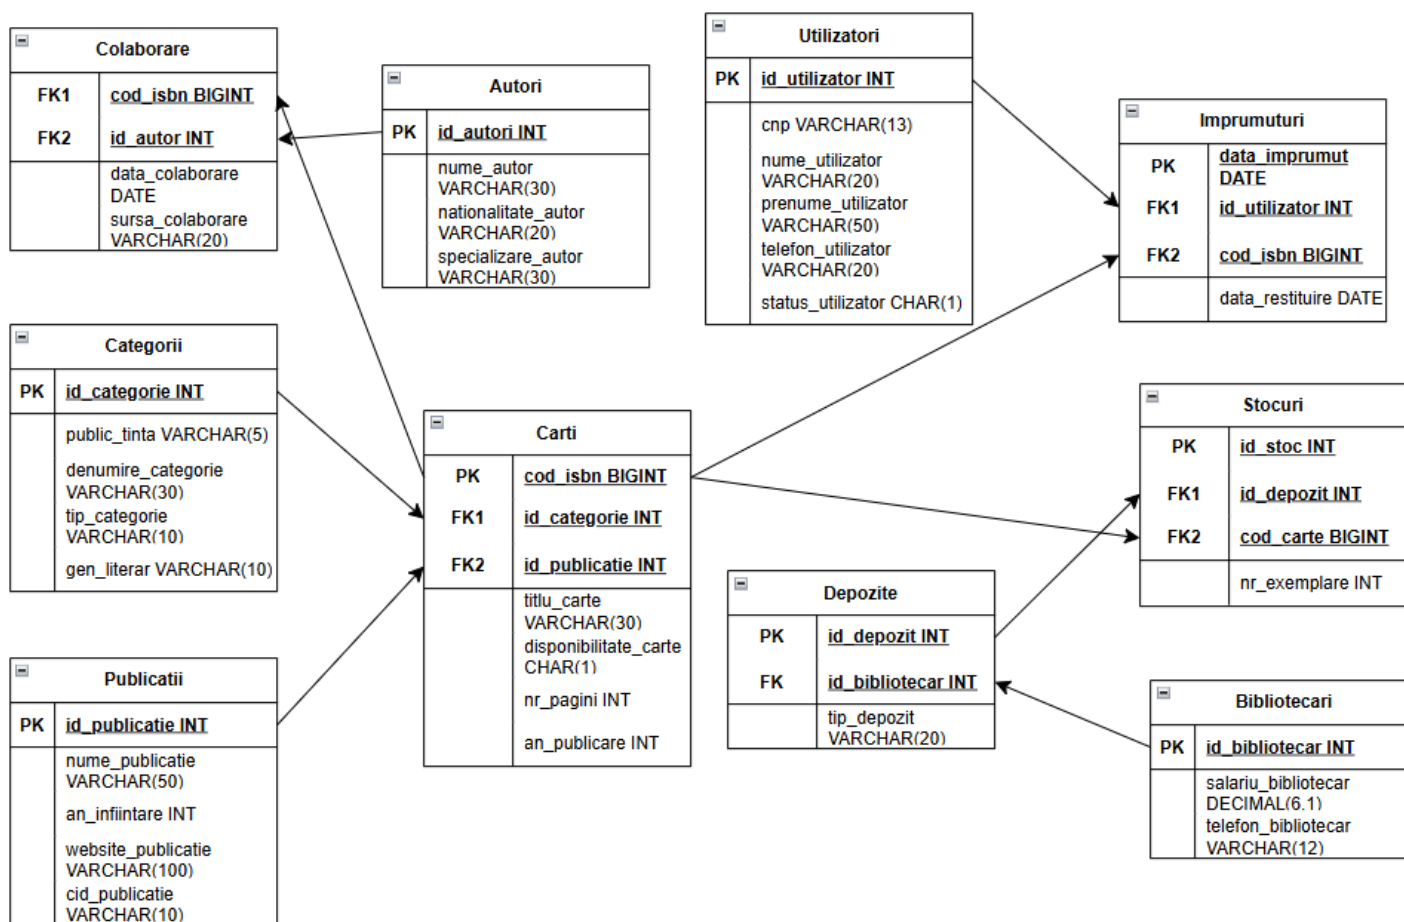 Colaborare
FK1 cod_isbn BIGINT
FK2 id_autor INT
data_colaborare
DATE
sursa_colaborare
VARCHAR(20)
Autori
PK id_autori INT
nume_autor
VARCHAR(30)
nationalitate_autor
VARCHAR(20)
specializare_autor
VARCHAR(30)
Utilizatori
PK id_utilizator INT
cnp VARCHAR(13)
nume_utilizator
VARCHAR(20)
prenume_utilizator
VARCHAR(50)
telefon_utilizator
VARCHAR(20)
status_utilizator CHAR(1)
Imprumuturi
PK data_imprumut
DATE
FK1 id_utilizator INT
FK2 cod_isbn BIGINT
data_restituire DATE
Categorii
PK id_categorie INT
public_tinta VARCHAR(5)
denumire_categorie
VARCHAR(30)
tip_categorie
VARCHAR(10)
gen_literar VARCHAR(10)
Carti
PK cod_isbn BIGINT
FK1 id_categorie INT
FK2 id_publicatie INT
titlu_carte
VARCHAR(30)
disponibilitate_carte
CHAR(1)
nr_pagini INT
an_publicare INT
Stocuri
PK id_stoc INT
FK1 id_depozit INT
FK2 cod_carte BIGINT
nr_exemplare INT
Depozite
PK id_depozit INT
FK id_bibliotecar INT
tip_depozit
VARCHAR(20)
Publicatii
PK id_publicatie INT
nume_publicatie
VARCHAR(50)
an_infiintare INT
website_publicatie
VARCHAR(100)
cid_publicatie
VARCHAR(10)
Bibliotecari
PK id_bibliotecar INT
salariu_bibliotecar
DECIMAL(6.1)
telefon_bibliotecar
VARCHAR(12)